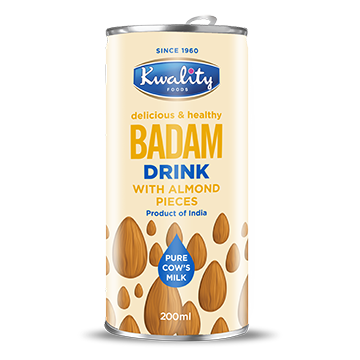 SINCE 1960
Kwality
FOODS
delicious & healthy
BADAM
DRINK
WITH ALMOND
PIECES
Product of India
PURE
COW'S
MILK
200ml